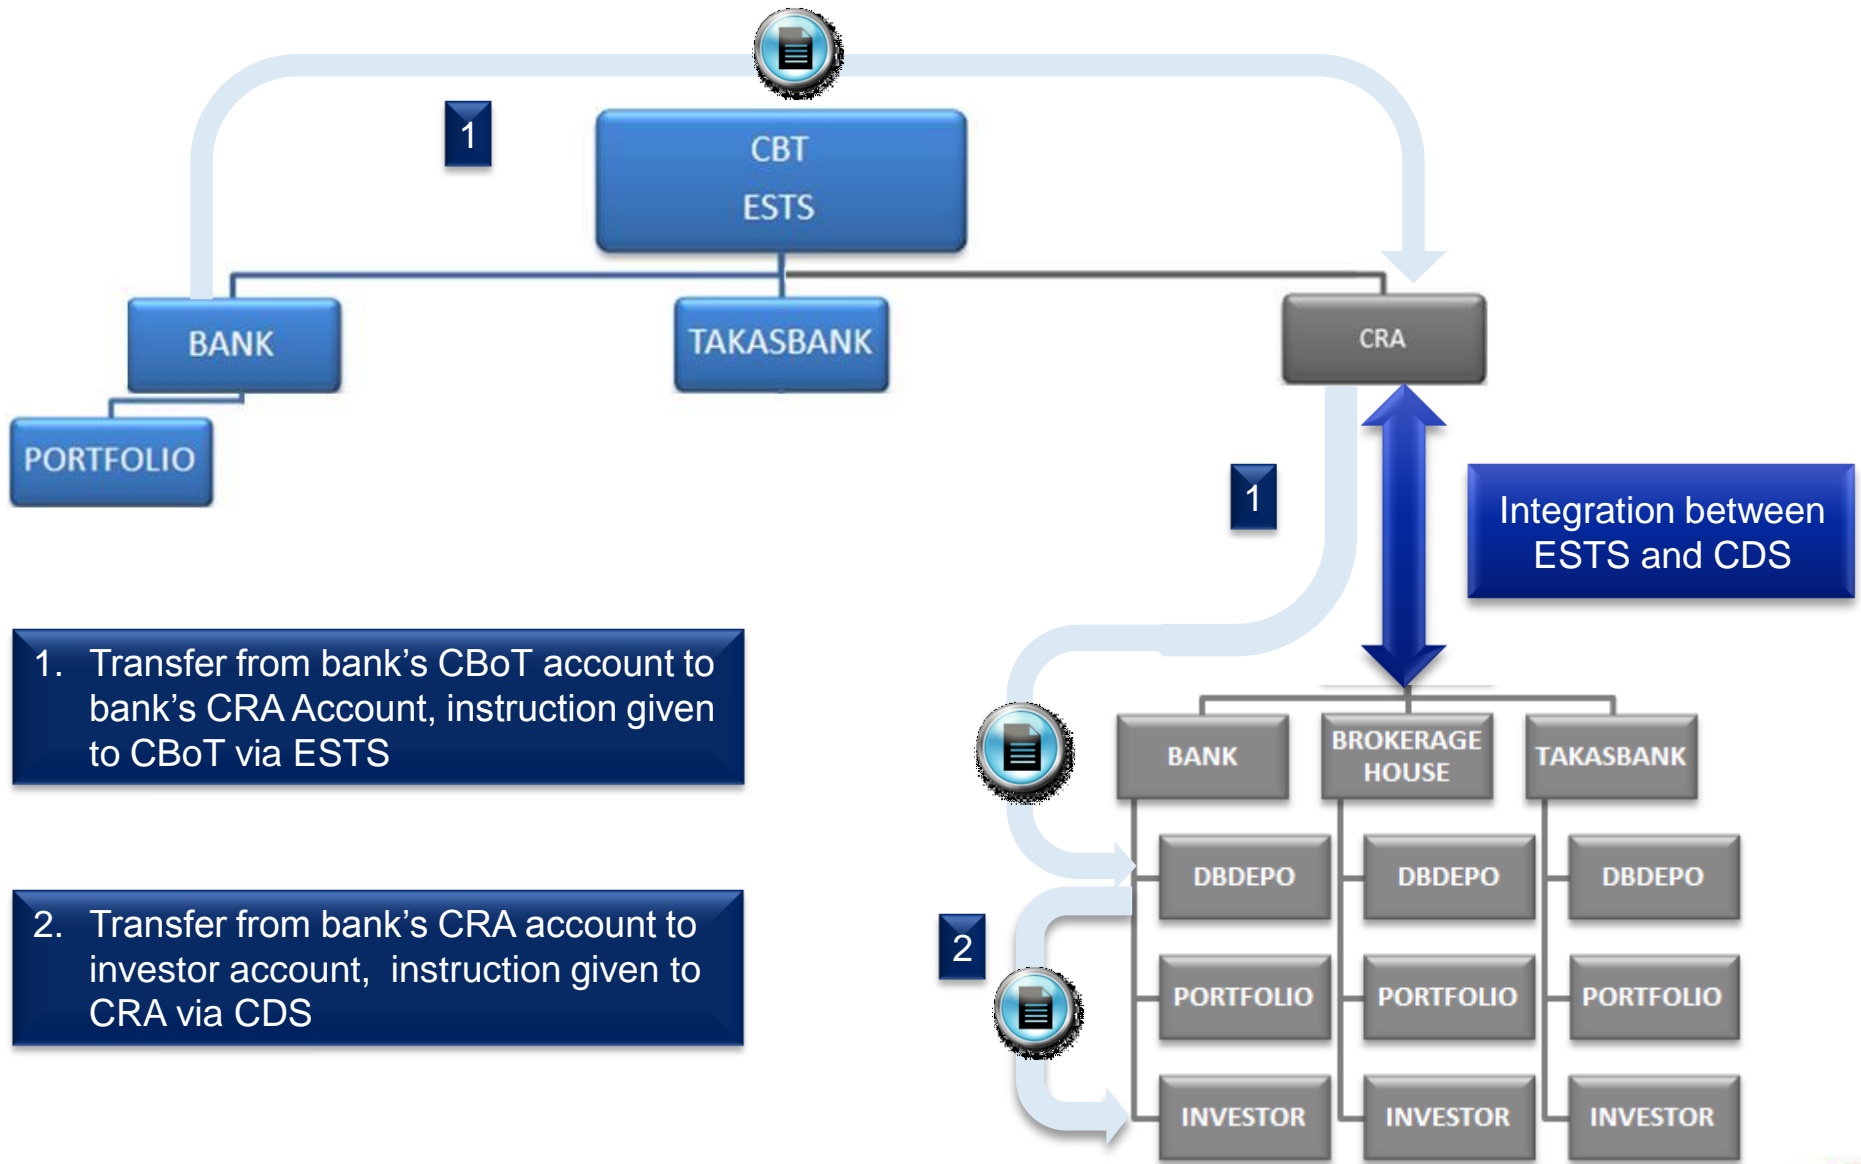 1
CBT
ESTS
BANK
TAKASBANK
CRA
PORTFOLIO
1
Integration between
ESTS and CDS
1. Transfer from bank’s CBoT account to
bank’s CRA Account, instruction given
to CBoT via ESTS
BANK
BROKERAGE
HOUSE
TAKASBANK
DBDEPO
DBDEPO
DBDEPO
2. Transfer from bank’s CRA account to
investor account,  instruction given to
CRA via CDS
2
PORTFOLIO
PORTFOLIO
PORTFOLIO
INVESTOR
INVESTOR
INVESTOR